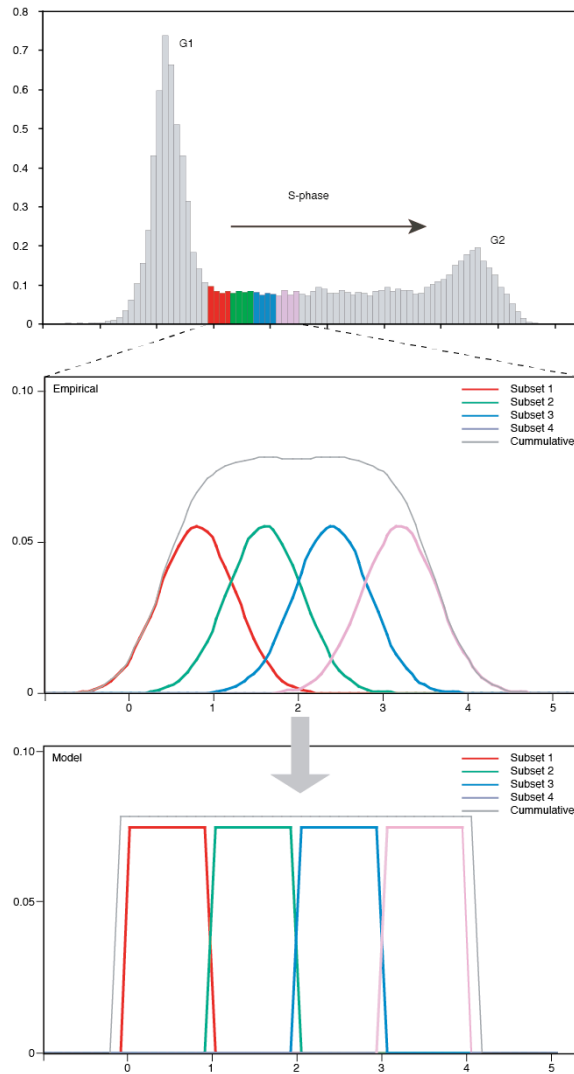 0.8
0.7
0.6
0.5
0.4
0.3
0.2
0.1
0
G1
S-phase
G2
0.10
0.05
0
Empirical
Subset 1
Subset 2
Subset 3
Subset 4
Cummulative
0 1 2 3 4 5
0.10
0.05
0
Model
Subset 1
Subset 2
Subset 3
Subset 4
Cummulative
0 1 2 3 4 5